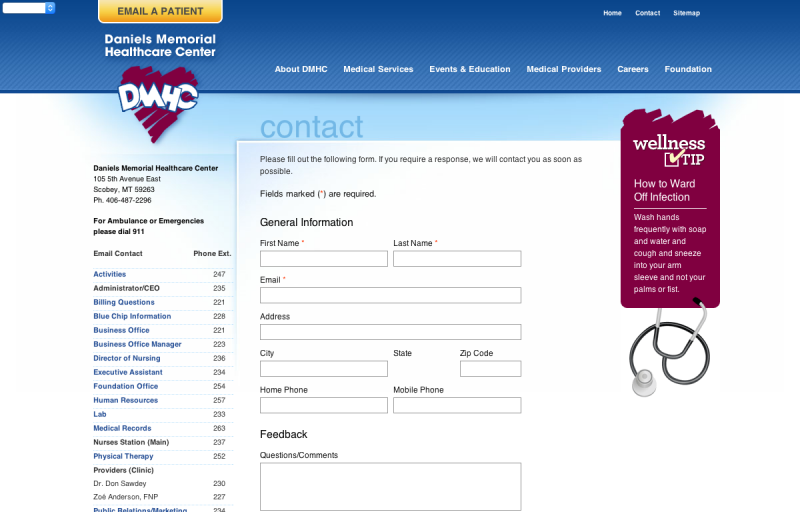 EMAIL A PATIENT
Home Contact Sitemap
Daniels Memorial
Healthcare Center
DMHC
About DMHC Medical Services Events & Education Medical Providers Careers Foundation
contact
Please fill out the following form. If you require a response, we will contact you as soon as
possible.
Fields marked (*) are required.
General Information
First Name * Last Name *
Email *
Address
City State Zip Code
Home Phone Mobile Phone
Feedback
Questions/Comments
Daniels Memorial Healthcare Center
105 5th Avenue East
Scobey, MT 59263
Ph. 406-487-2296
For Ambulance or Emergencies
please dial 911
Email Contact Phone Ext.
Activities 247
Administrator/CEO 235
Billing Questions 221
Blue Chip Information 228
Business Office 221
Business Office Manager 223
Director of Nursing 236
Executive Assistant 234
Foundation Office 254
Human Resources 257
Lab 233
Medical Records 263
Nurses Station (Main) 237
Physical Therapy 252
Providers (Clinic)
Dr. Don Sawdey 230
Zoé Anderson, FNP 227
Public Relations/Marketing 234
wellness
TIP
How to Ward
Off Infection
Wash hands
frequently with soap
and water and
cough and sneeze
into your arm
sleeve and not your
palms or fist.